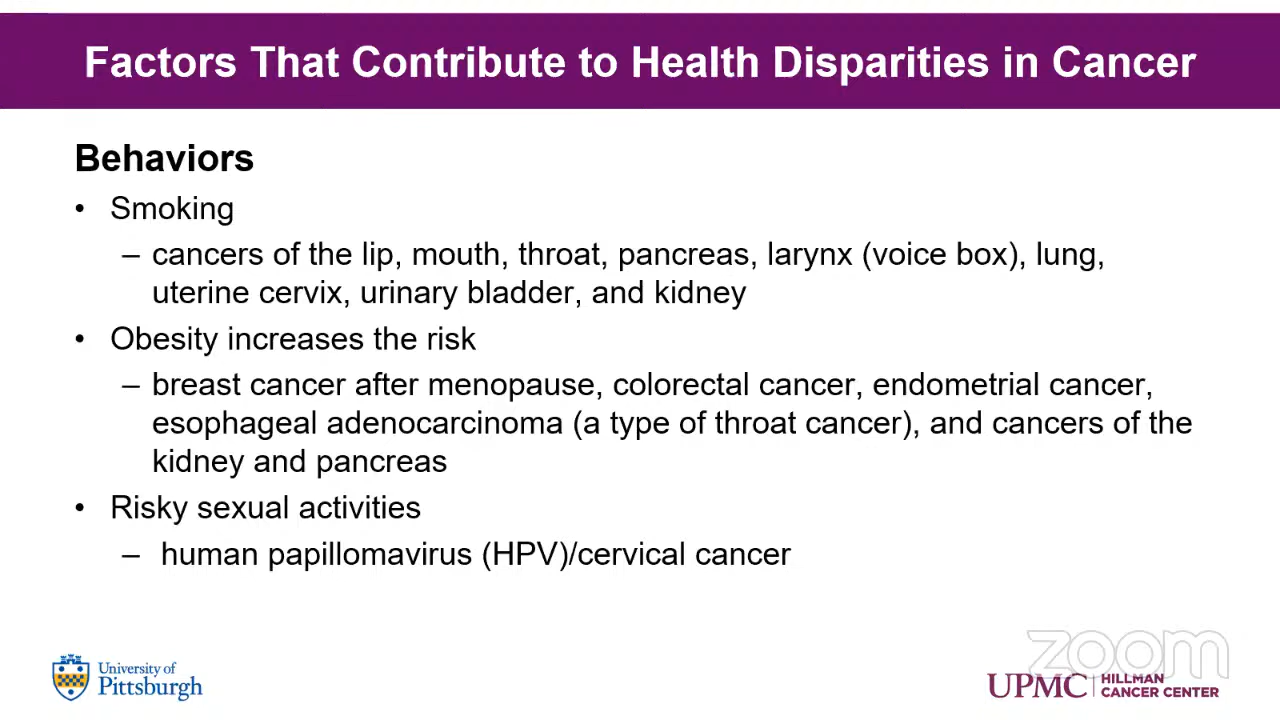 Factors That Contribute to Health Disparities in Cancer
Behaviors
• Smoking
– cancers of the lip, mouth, throat, pancreas, larynx (voice box), lung,
uterine cervix, urinary bladder, and kidney
• Obesity increases the risk
– breast cancer after menopause, colorectal cancer, endometrial cancer,
esophageal adenocarcinoma (a type of throat cancer), and cancers of the
kidney and pancreas
• Risky sexual activities
– human papillomavirus (HPV)/cervical cancer
University of
Pittsburgh
zoom
UPMC | HILLMAN
CANCER CENTER